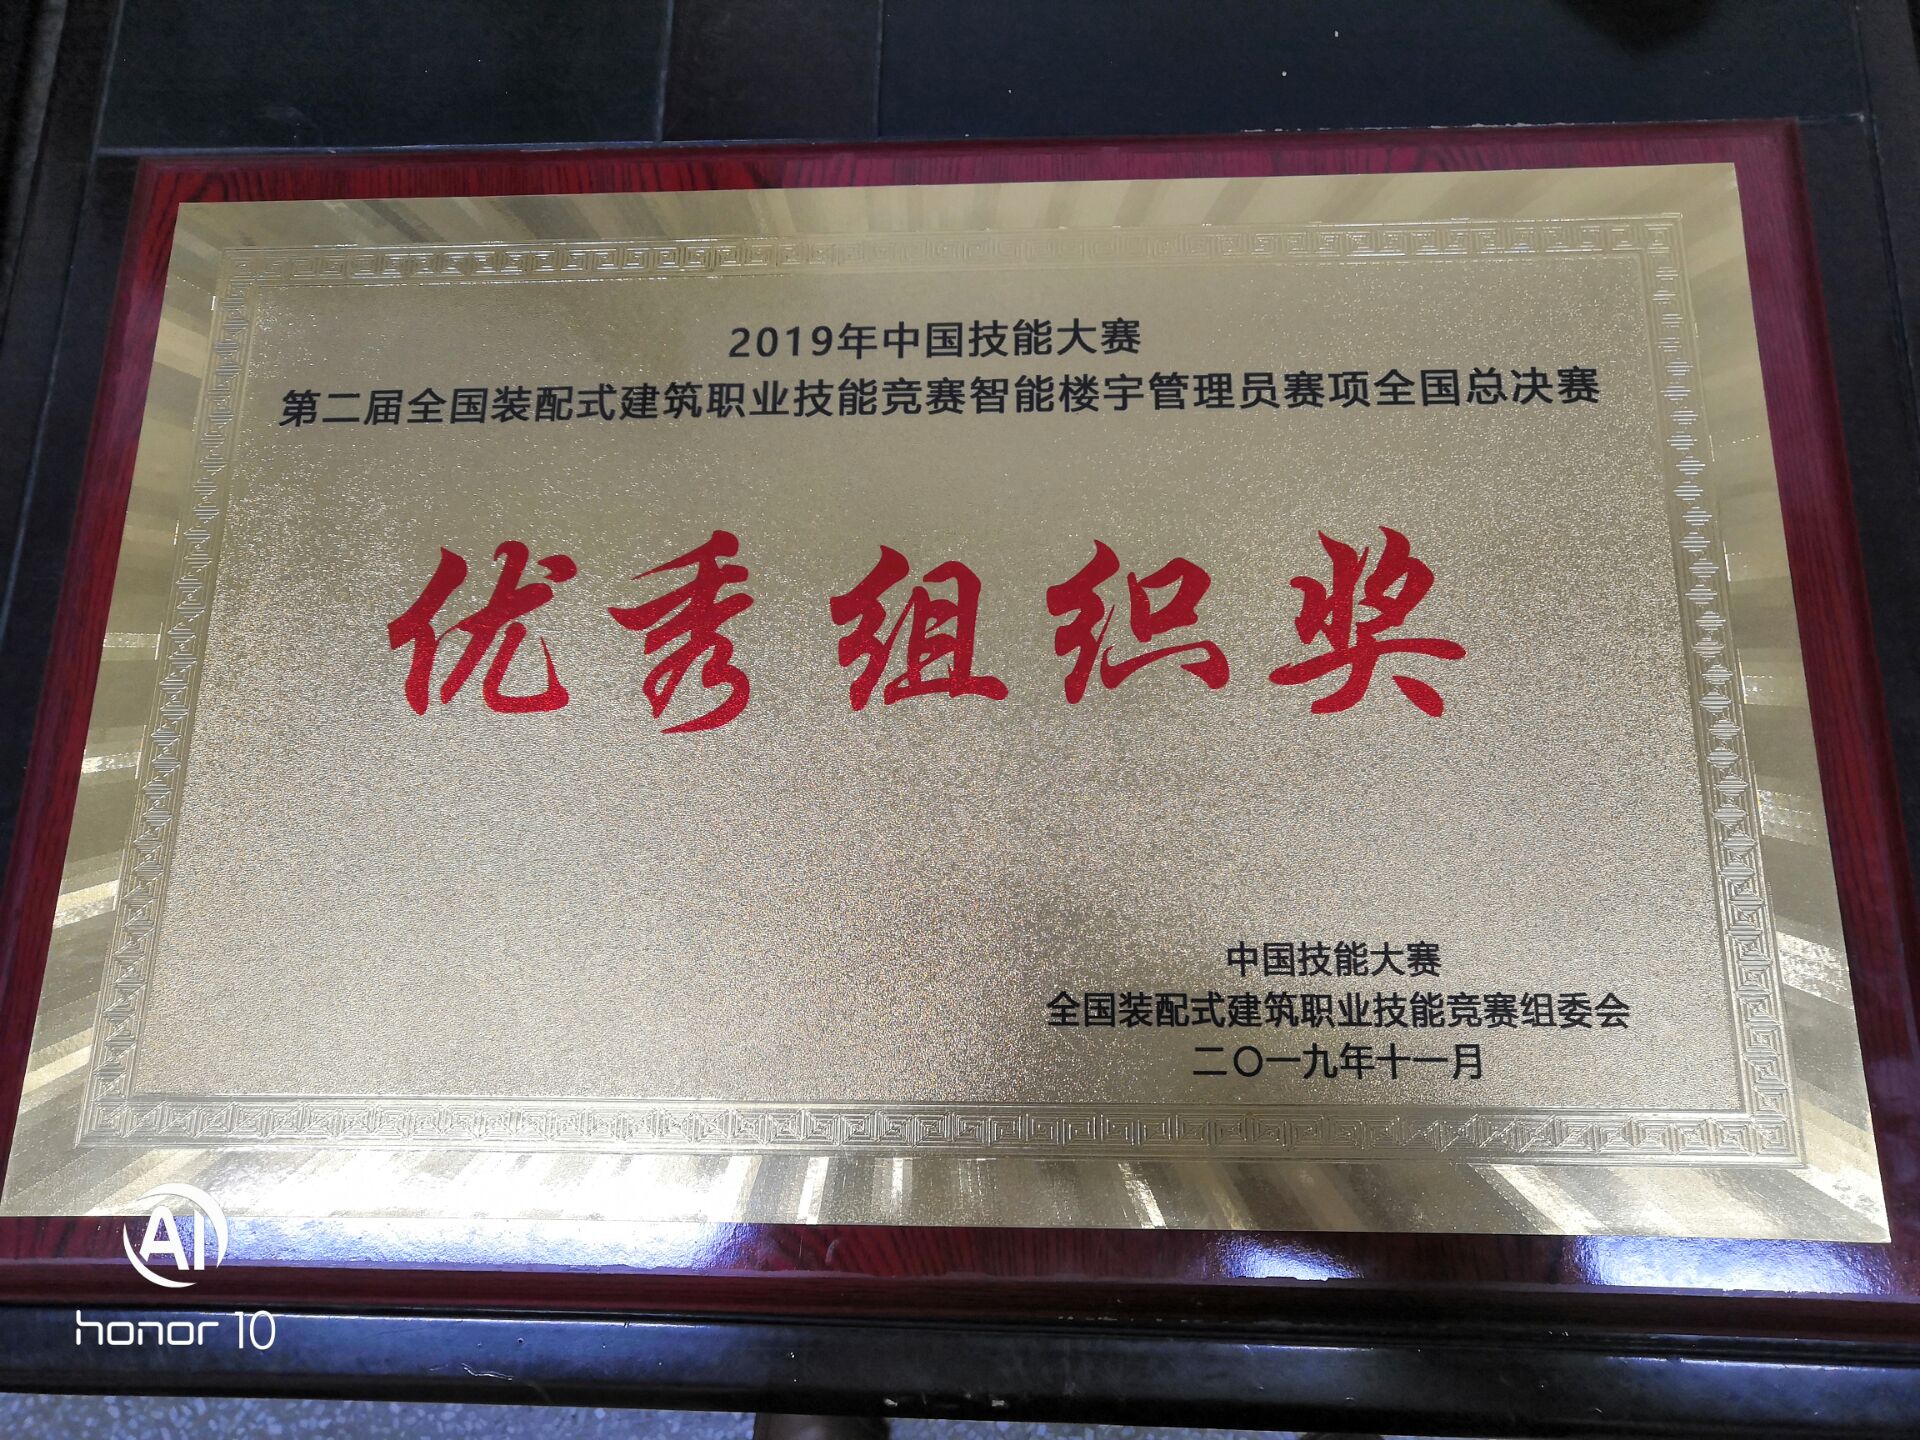 2019年中国技能大赛
第二届全国装配式建筑职业技能竞赛智能楼宇管理员赛项全国总决赛
优秀组织奖
中国技能大赛
全国装配式建筑职业技能竞赛组委会
二〇一九年十一月
AI
honor 10